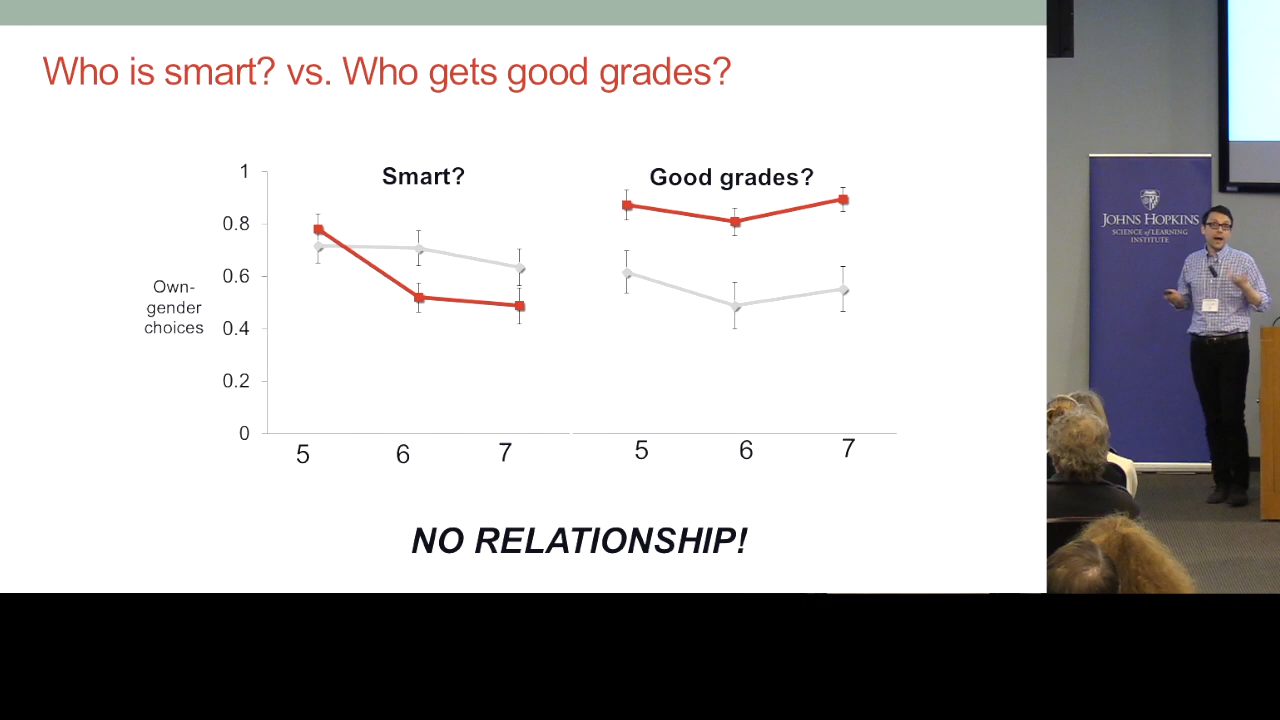 Who is smart? vs. Who gets good grades?
Smart?
Good grades?
1
0.8
0.6
0.4
0.2
0
Own-
gender
choices
5 6 7
5 6 7
NO RELATIONSHIP!
JOHNS HOPKINS
SCIENCE of LEARNING
INSTITUTE